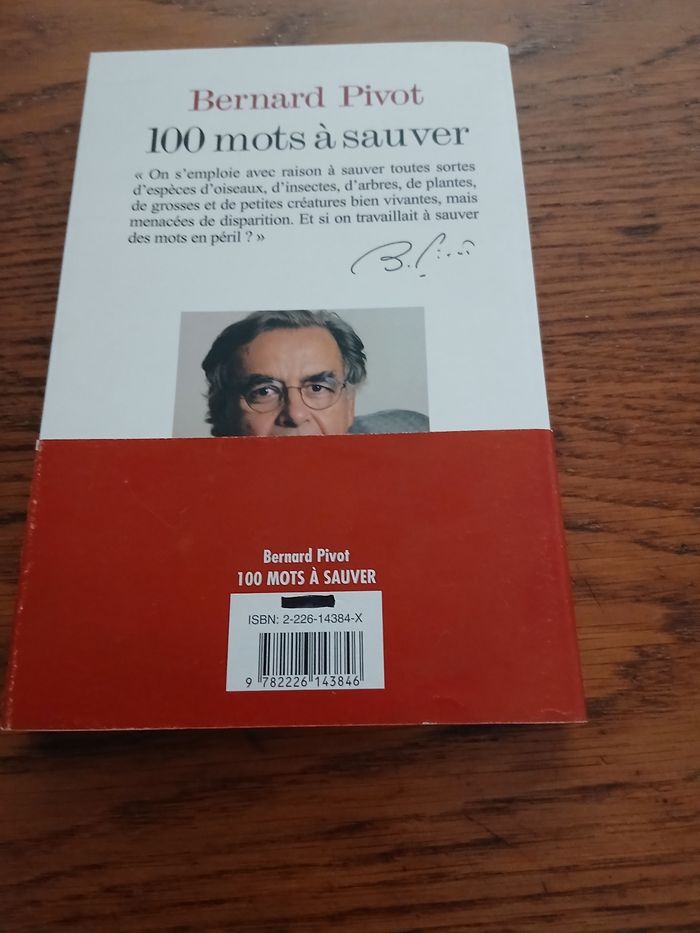 Bernard Pivot
100 mots à sauver
« On s'emploie avec raison à sauver toutes sortes
d'espèces d'oiseaux, d'insectes, d'arbres, de plantes,
de grosses et de petites créatures bien vivantes, mais
menacées de disparition. Et si on travaillait à sauver
des mots en péril ? »
B. Pivot
Bernard Pivot
100 MOTS À SAUVER
ISBN: 2-226-14384-X
9 782226 143846